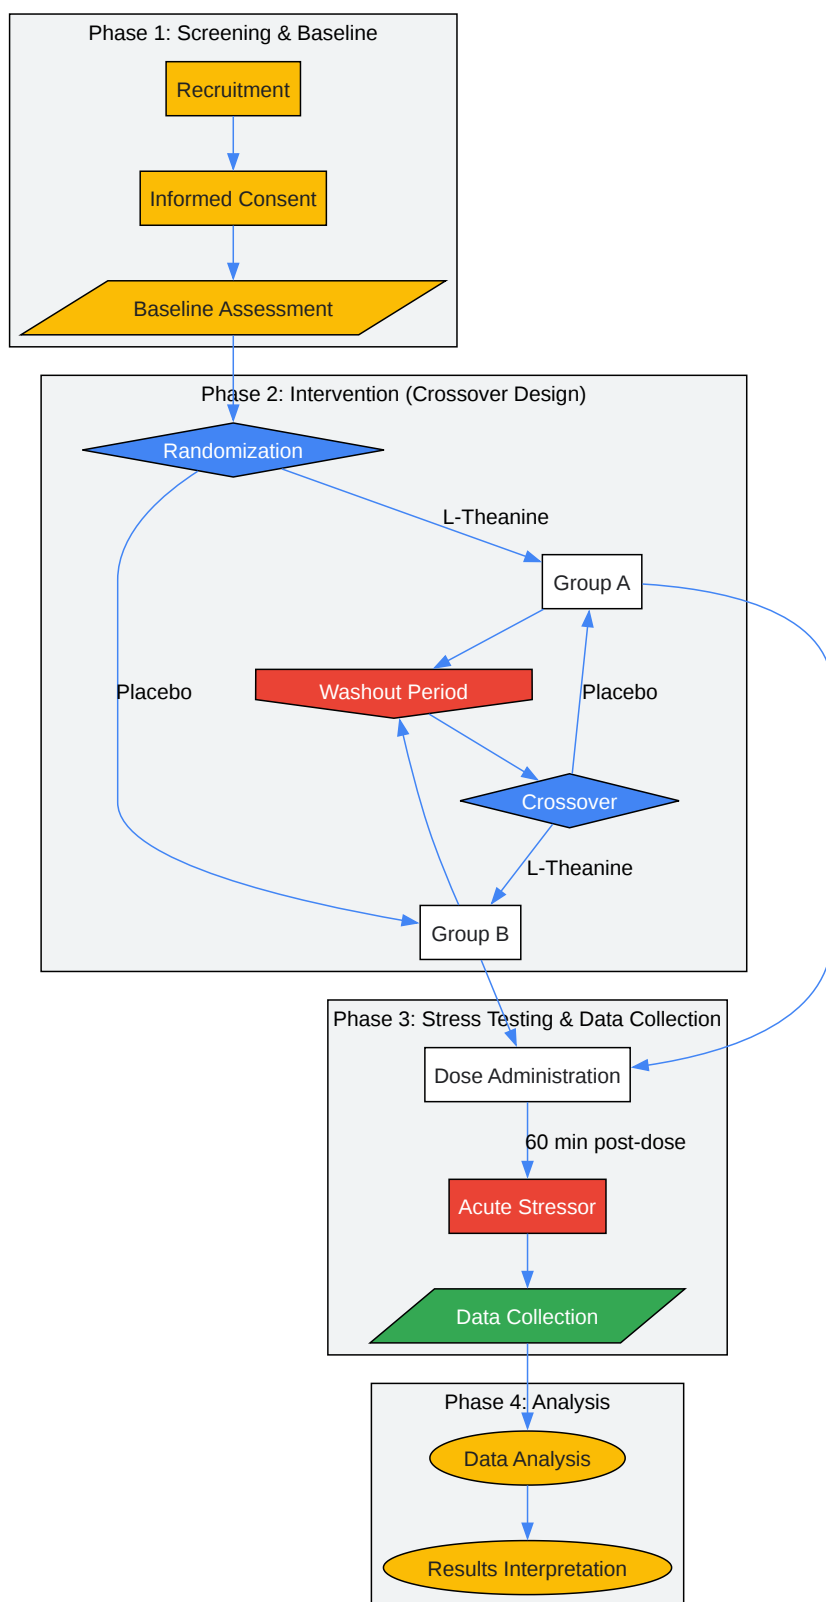 Phase 1: Screening & Baseline
Recruitment
Informed Consent
Baseline Assessment
Phase 2: Intervention (Crossover Design)
Randomization
L-Theanine
Group A
Washout Period
Placebo
Placebo
Crossover
L-Theanine
Group B
Phase 3: Stress Testing & Data Collection
Dose Administration
60 min post-dose
Acute Stressor
Data Collection
Phase 4: Analysis
Data Analysis
Results Interpretation